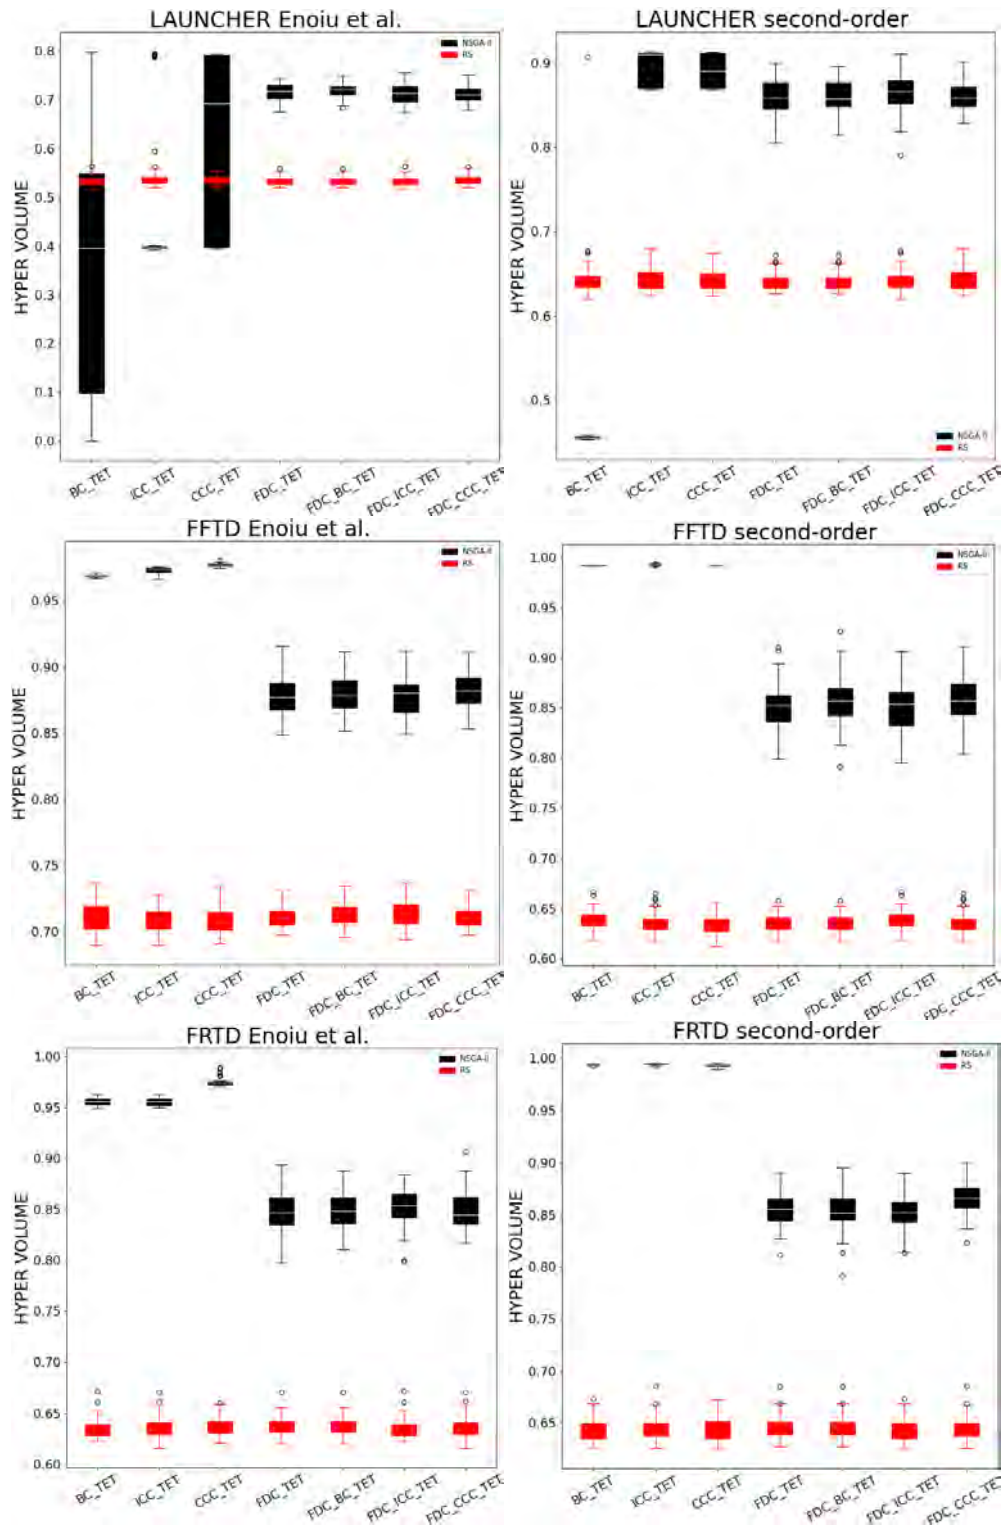 LAUNCHER Enoiu et al.
NSGA-II
RS
HYPER VOLUME
0.8
0.7
0.6
0.5
0.4
0.3
0.2
0.1
0.0
BC_TET
ICC_TET
CCC_TET
FDC_TET
FDC_BC_TET
FDC_ICC_TET
FDC_CCC_TET
LAUNCHER second-order
HYPER VOLUME
0.9
0.8
0.7
0.6
0.5
NSGA-II
RS
BC_TET
ICC_TET
CCC_TET
FDC_TET
FDC_BC_TET
FDC_ICC_TET
FDC_CCC_TET
FFTD Enoiu et al.
NSGA-II
RS
HYPER VOLUME
0.95
0.90
0.85
0.80
0.75
0.70
BC_TET
ICC_TET
CCC_TET
FDC_TET
FDC_BC_TET
FDC_ICC_TET
FDC_CCC_TET
FFTD second-order
NSGA-II
RS
HYPER VOLUME
1.00
0.95
0.90
0.85
0.80
0.75
0.70
0.65
0.60
BC_TET
ICC_TET
CCC_TET
FDC_TET
FDC_BC_TET
FDC_ICC_TET
FDC_CCC_TET
FRTD Enoiu et al.
NSGA-II
RS
HYPER VOLUME
1.00
0.95
0.90
0.85
0.80
0.75
0.70
0.65
0.60
BC_TET
ICC_TET
CCC_TET
FDC_TET
FDC_BC_TET
FDC_ICC_TET
FDC_CCC_TET
FRTD second-order
NSGA-II
RS
HYPER VOLUME
1.00
0.95
0.90
0.85
0.80
0.75
0.70
0.65
BC_TET
ICC_TET
CCC_TET
FDC_TET
FDC_BC_TET
FDC_ICC_TET
FDC_CCC_TET